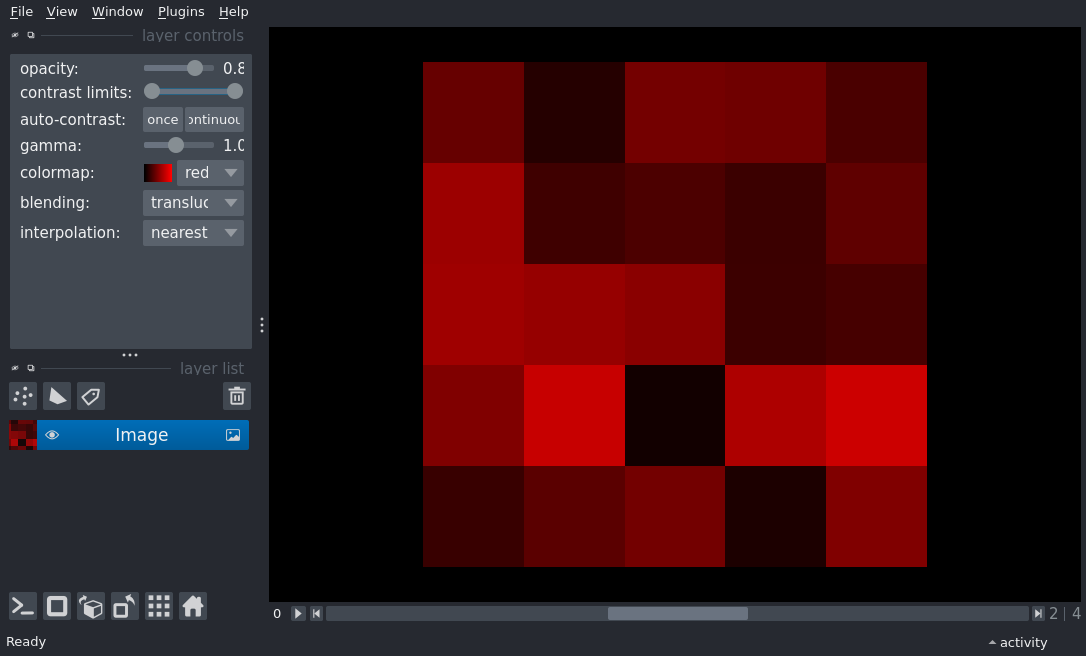 File View Window Plugins Help
layer controls
opacity: 0.8
contrast limits:
auto-contrast: once ontinuou
gamma: 1.0
colormap: red
blending: transluc
interpolation: nearest
layer list
Image
0 2 | 4
Ready activity